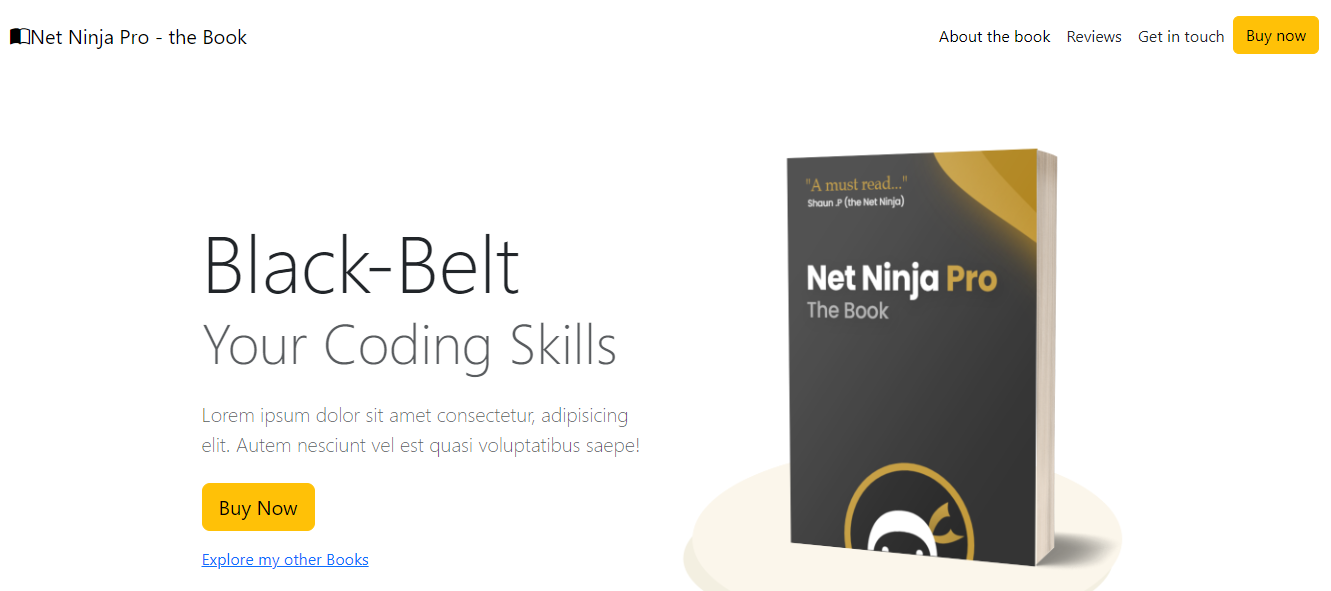 Net Ninja Pro - the Book
About the book
Reviews
Get in touch
Buy now
Black-Belt
Your Coding Skills
Lorem ipsum dolor sit amet consectetur, adipisicing
elit. Autem nesciunt vel est quasi voluptatibus saepe!
Buy Now
Explore my other Books
"A must read..."
Shaun .P (the Net Ninja)
Net Ninja Pro
The Book